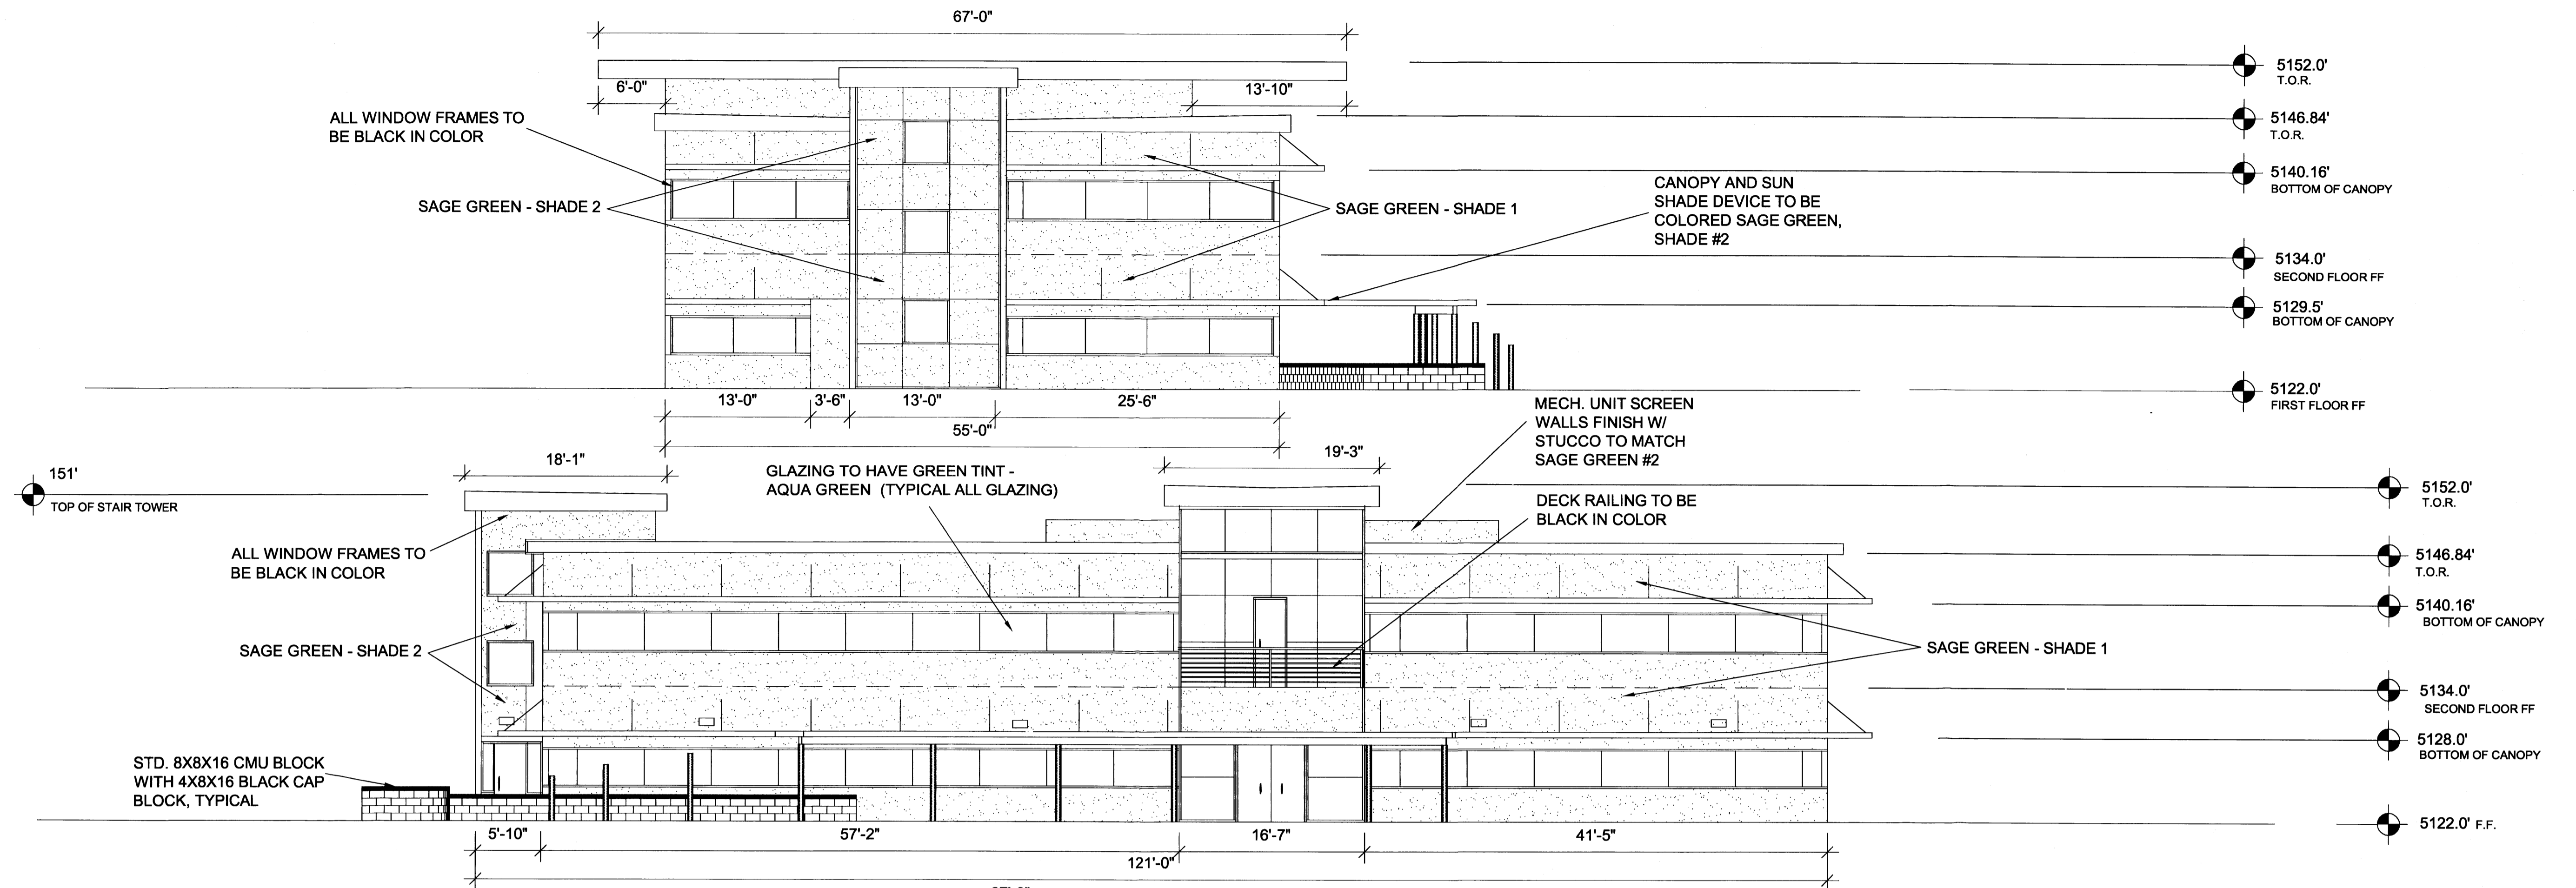 67'-0"
5152.0'
T.O.R.
6'-0"
13'-10"
ALL WINDOW FRAMES TO
BE BLACK IN COLOR
5146.84'
T.O.R.
5140.16'
BOTTOM OF CANOPY
CANOPY AND SUN
SHADE DEVICE TO BE
COLORED SAGE GREEN,
SHADE #2
SAGE GREEN - SHADE 2
SAGE GREEN - SHADE 1
5134.0'
SECOND FLOOR FF
5129.5'
BOTTOM OF CANOPY
5122.0'
FIRST FLOOR FF
13'-0"
3'-6"
13'-0"
25'-6"
55'-0"
MECH. UNIT SCREEN
WALLS FINISH W/
STUCCO TO MATCH
SAGE GREEN #2
151'
TOP OF STAIR TOWER
18'-1"
GLAZING TO HAVE GREEN TINT -
AQUA GREEN (TYPICAL ALL GLAZING)
19'-3"
5152.0'
T.O.R.
DECK RAILING TO BE
BLACK IN COLOR
ALL WINDOW FRAMES TO
BE BLACK IN COLOR
5146.84'
T.O.R.
5140.16'
BOTTOM OF CANOPY
SAGE GREEN - SHADE 2
SAGE GREEN - SHADE 1
5134.0'
SECOND FLOOR FF
5128.0'
BOTTOM OF CANOPY
STD. 8X8X16 CMU BLOCK
WITH 4X8X16 BLACK CAP
BLOCK, TYPICAL
5122.0' F.F.
5'-10"
57'-2"
16'-7"
41'-5"
121'-0"